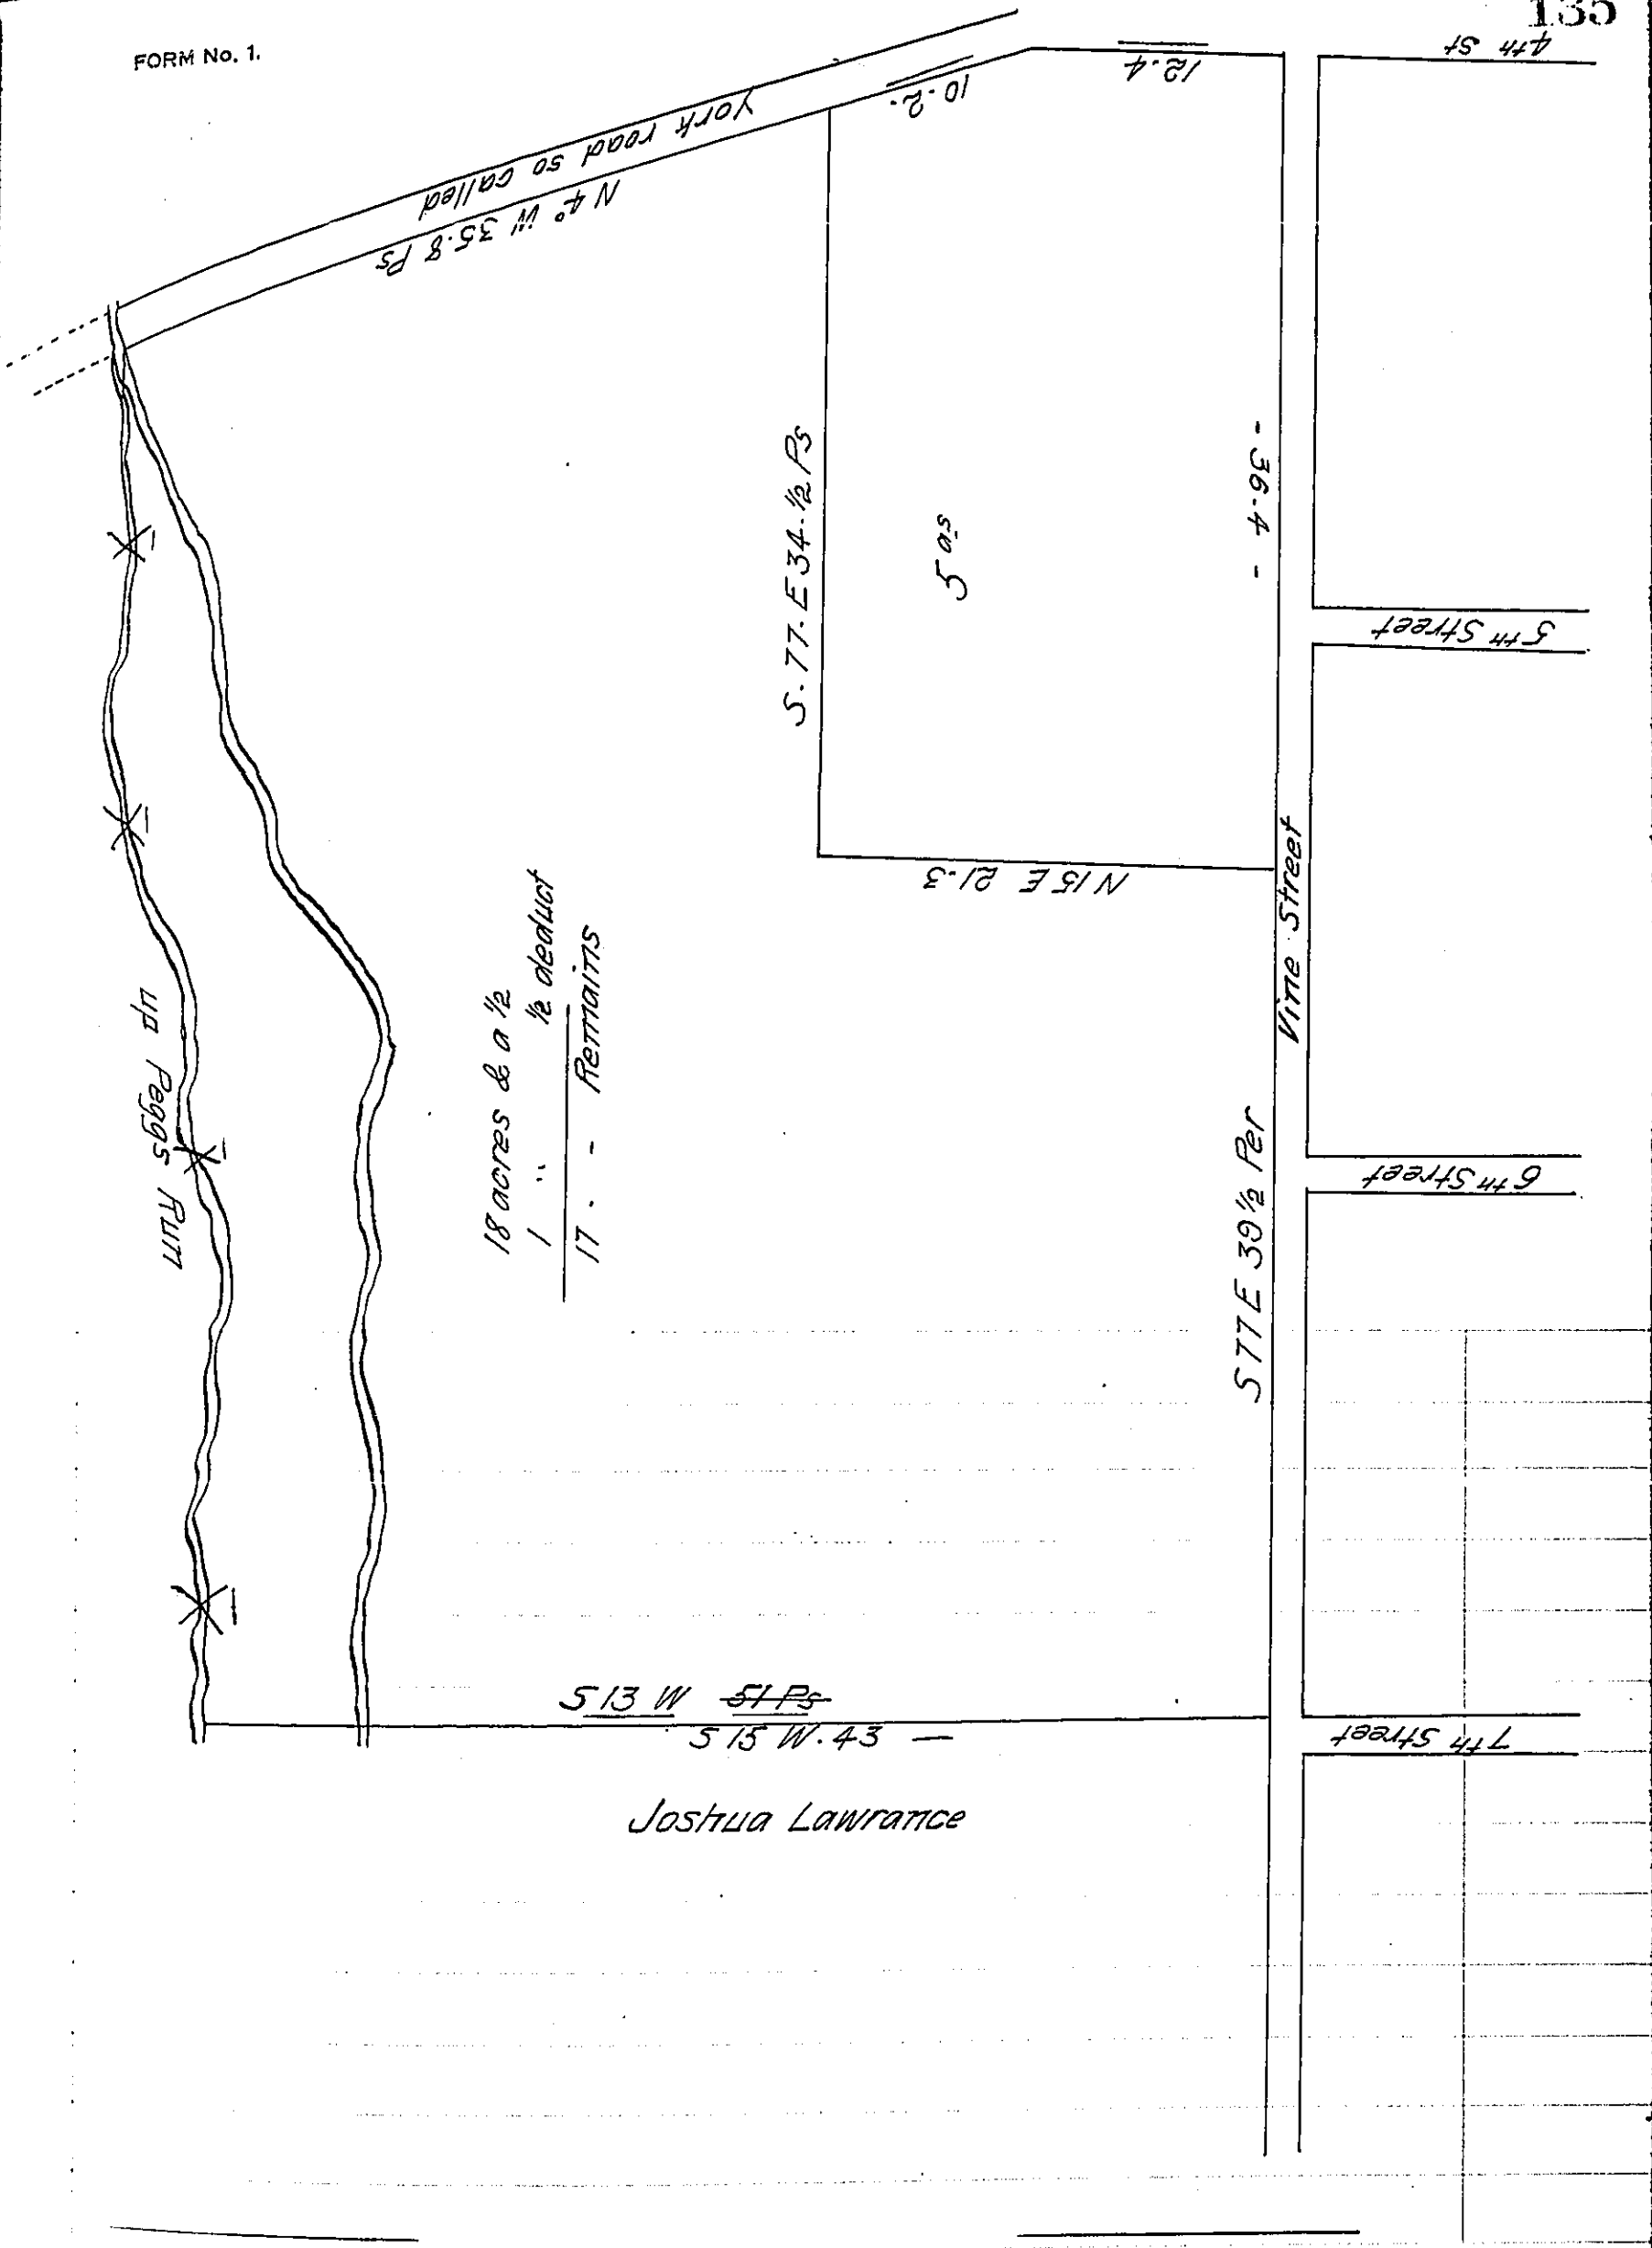 135
FORM No. 1.
4th St
12.4
10.2.
York road so called
N 4° W 35.8 Ps
S. 77. E 34. ½ Ps
5 as
- 36.4 -
5th Street
N 15 E 21.3
Vine Street
18 acres & a ½
1 " ½ deduct
17 . - Remains
up Peggs Run
6th Street
S 77 E 39 ½ Per
S 13 W 51 Ps
S 15 W. 43 —
7th Street
Joshua Lawrance